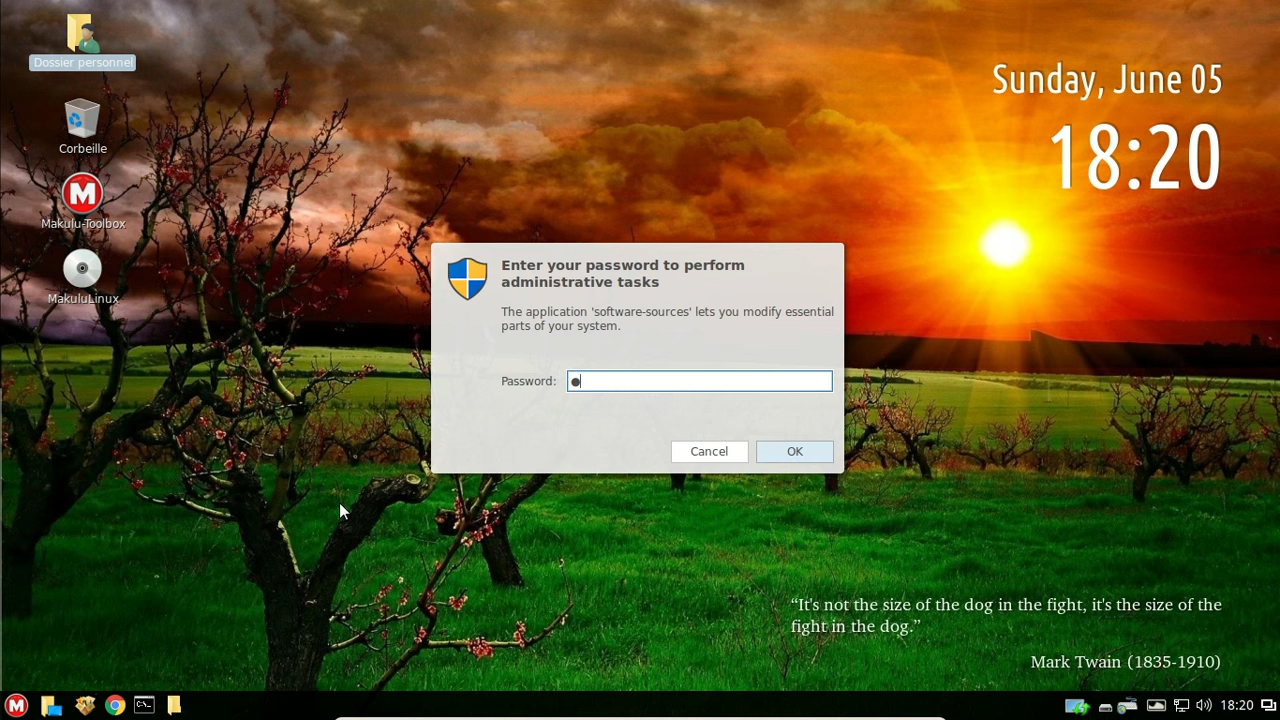 Dossier personnel
Corbeille
M
Makulu-Toolbox
MakuluLinux
Sunday, June 05
18:20
Enter your password to perform
administrative tasks
The application 'software-sources' lets you modify essential
parts of your system.
Password:
Cancel
OK
“It's not the size of the dog in the fight, it's the size of the
fight in the dog.”
Mark Twain (1835-1910)
M
C:\_
18:20